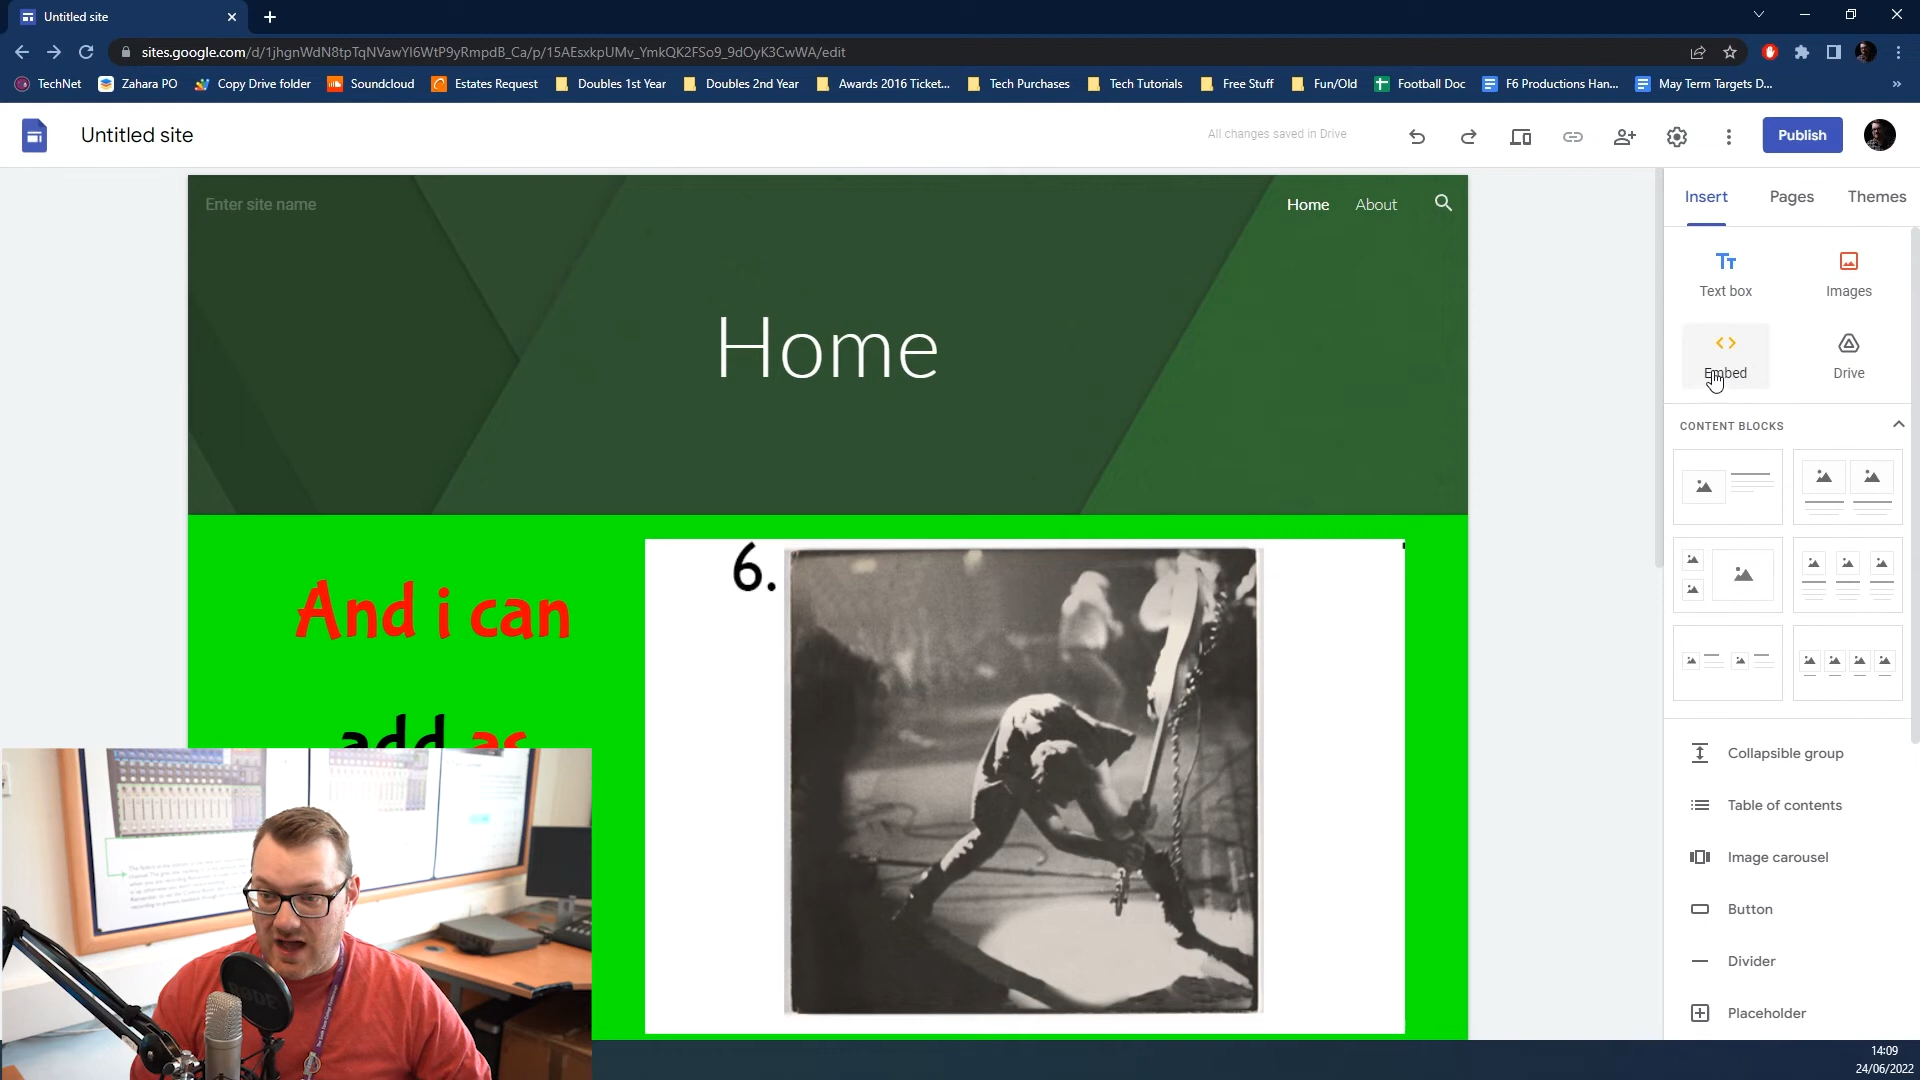 Untitled site
sites.google.com/d/1jhgnWdN8tpTqNVawYl6WtP9yRmpdB_Ca/p/15AEsxkpUMv_YmkQK2FSo9_9dOyK3CwWA/edit
TechNet Zahara PO Copy Drive folder Soundcloud Estates Request Doubles 1st Year Doubles 2nd Year Awards 2016 Ticket... Tech Purchases Tech Tutorials Free Stuff Fun/Old Football Doc F6 Productions Han... May Term Targets D... »
Untitled site
All changes saved in Drive
Publish
Enter site name
Home About
Home
6.
And i can
add as
Insert Pages Themes
Text box Images
Embed Drive
CONTENT BLOCKS
Collapsible group
Table of contents
Image carousel
Button
Divider
Placeholder
RØDE
14:09
24/06/2022